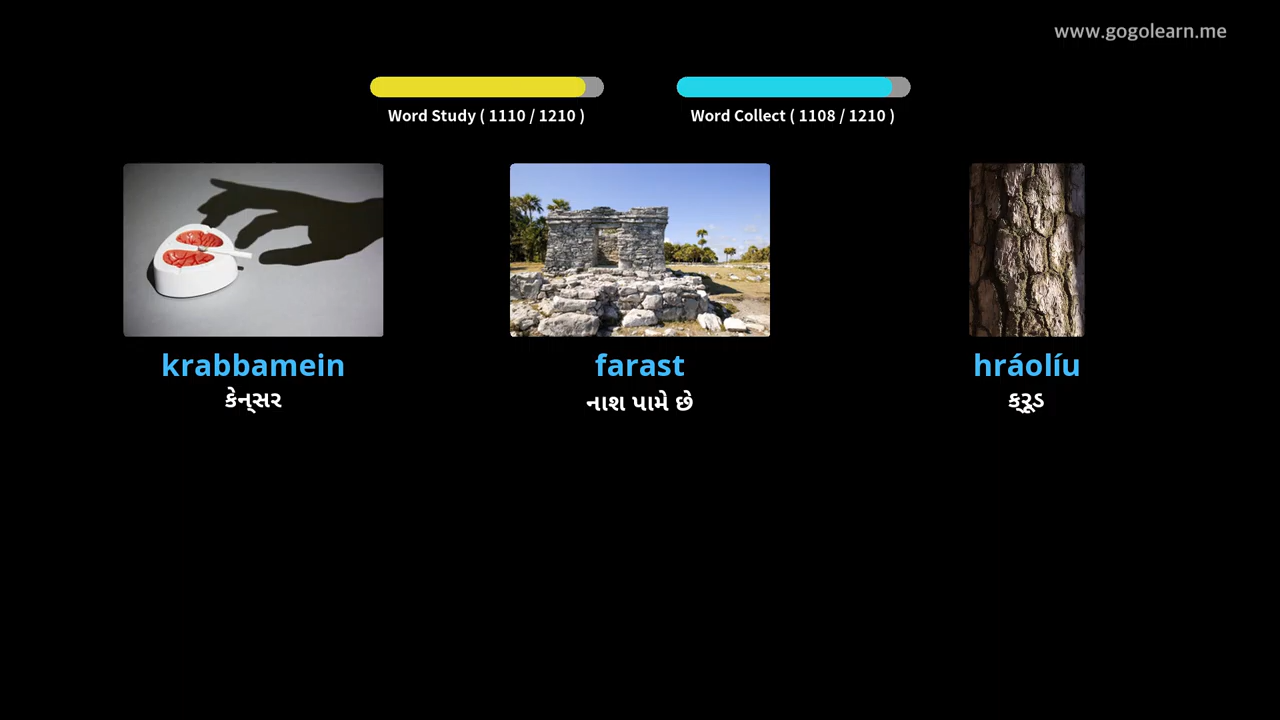 www.gogolearn.me
Word Study ( 1110 / 1210 )
Word Collect ( 1108 / 1210 )
krabbamein
farast
hráolíu
કેન્સર
નાશ પામે છે
ક્રૂડ